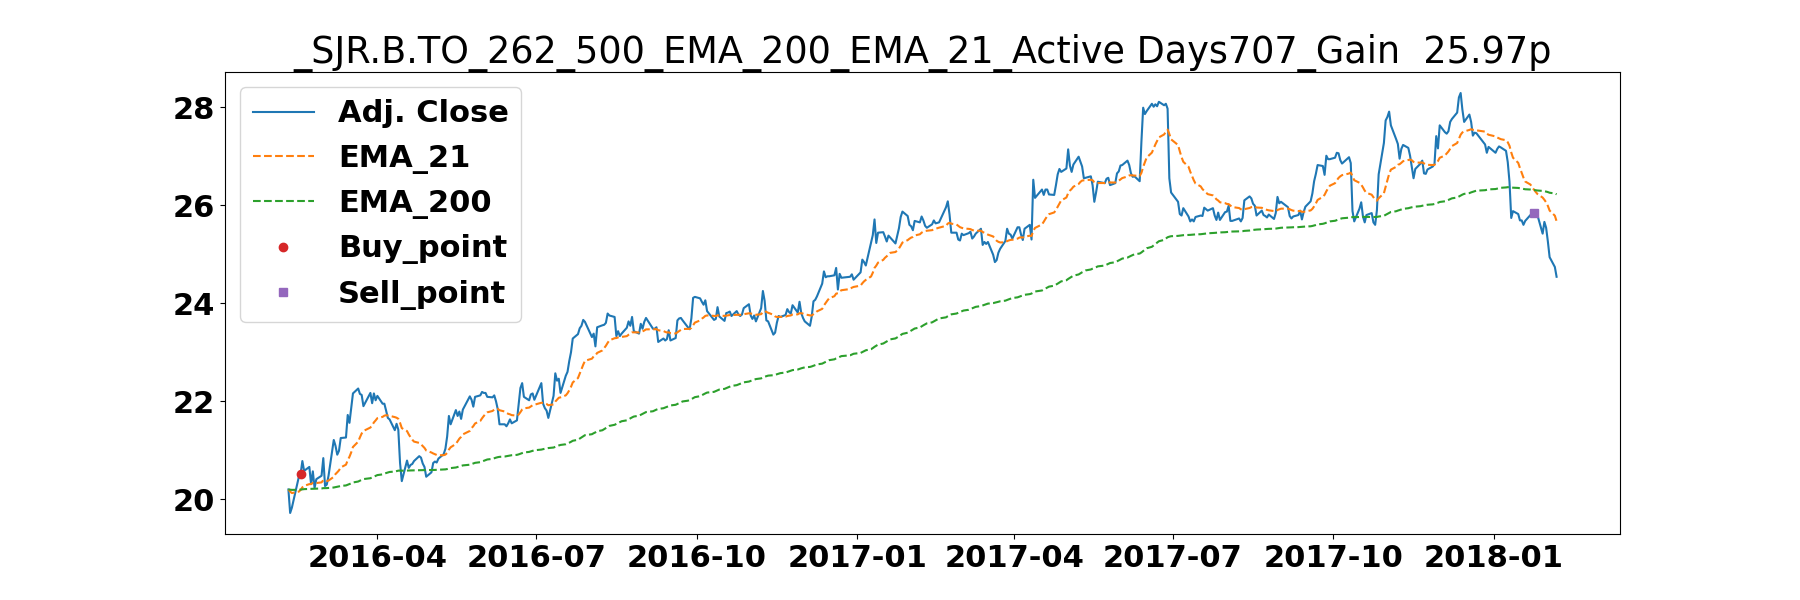 _SJR.B.TO_262_500_EMA_200_EMA_21_Active Days707_Gain  25.97p
28
26
24
22
20
Adj. Close
EMA_21
EMA_200
Buy_point
Sell_point
2016-04 2016-07 2016-10 2017-01 2017-04 2017-07 2017-10 2018-01